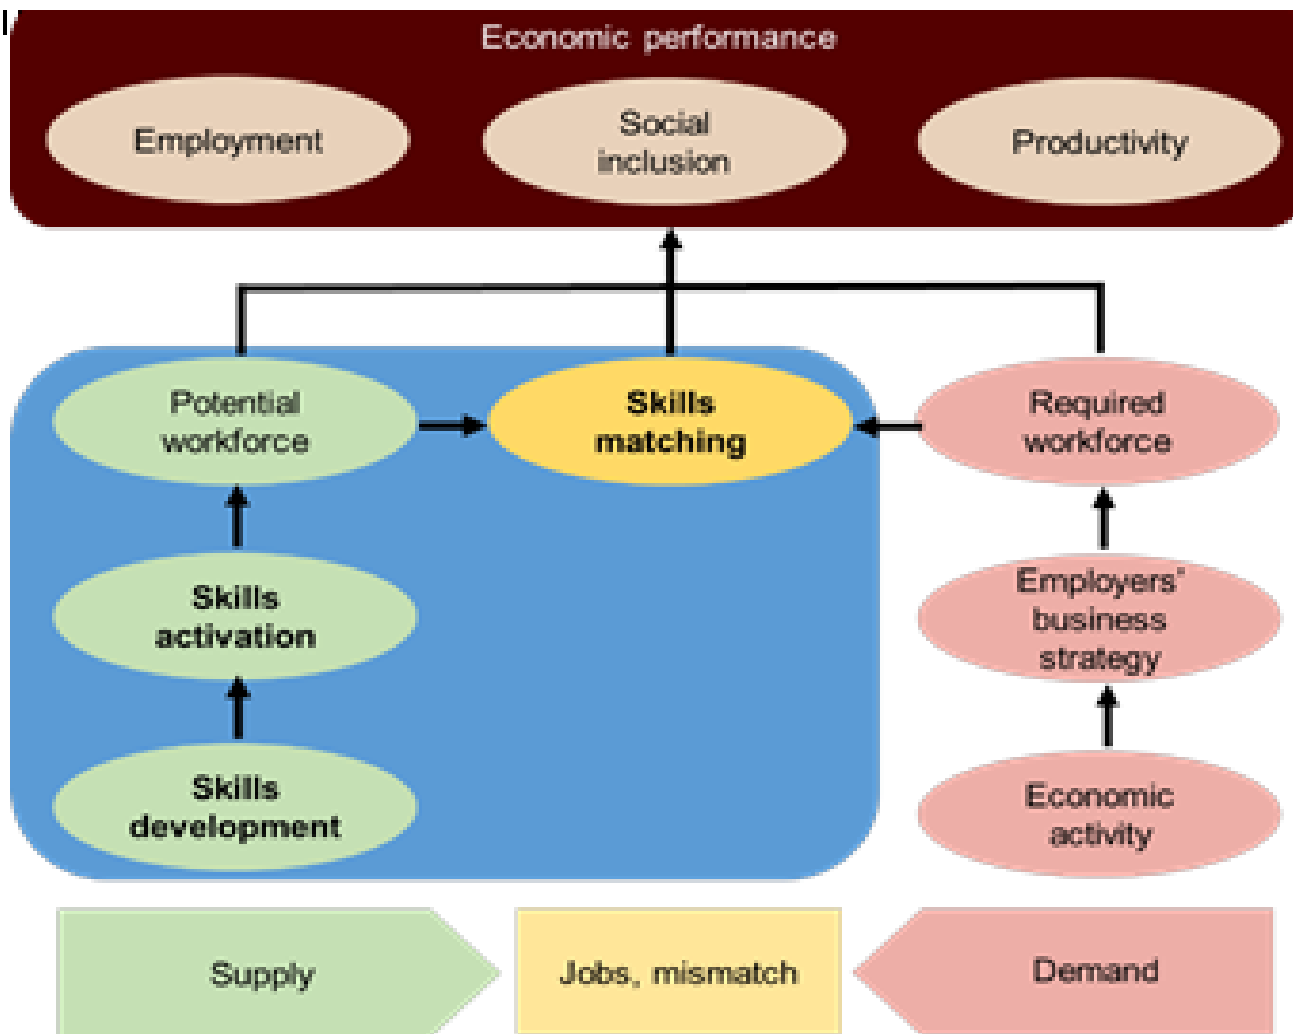 Economic performance
Employment
Social
inclusion
Productivity
Potential
workforce
Skills
matching
Required
workforce
Skills
activation
Employers'
business
strategy
Skills
development
Economic
activity
Supply
Jobs, mismatch
Demand